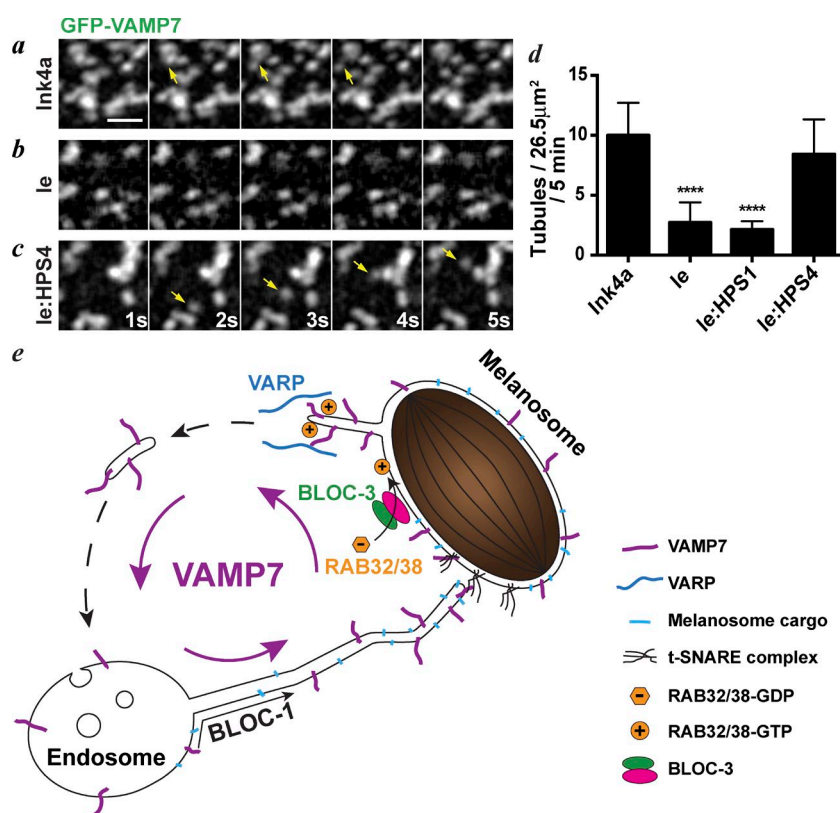 GFP-VAMP7
a
Ink4a
b
le
c
le:HPS4
1s
2s
3s
4s
5s
d
Tubules / 26.5µm²
/ 5 min
15
10
5
0
****
****
Ink4a
le
le:HPS1
le:HPS4
e
VARP
Melanosome
+
+
+
BLOC-3
-
RAB32/38
VAMP7
BLOC-1
Endosome
VAMP7
VARP
Melanosome cargo
t-SNARE complex
- RAB32/38-GDP
+ RAB32/38-GTP
BLOC-3